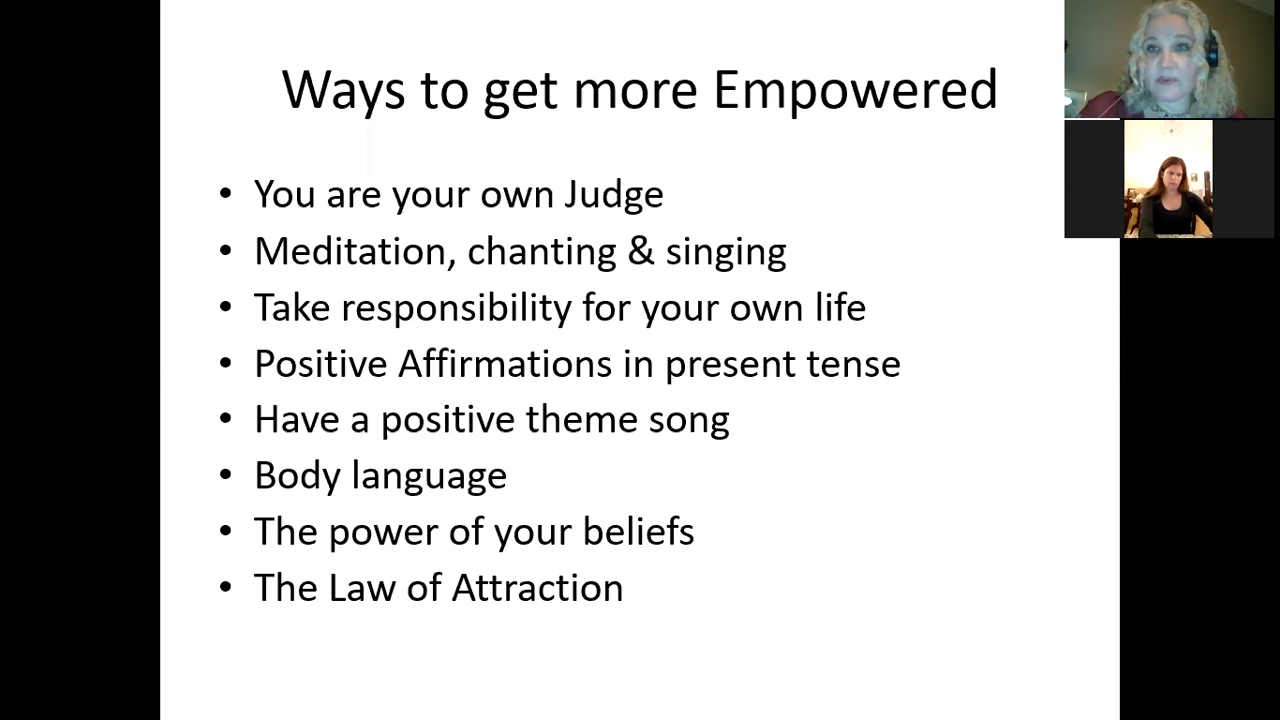 Ways to get more Empowered
• You are your own Judge
• Meditation, chanting & singing
• Take responsibility for your own life
• Positive Affirmations in present tense
• Have a positive theme song
• Body language
• The power of your beliefs
• The Law of Attraction